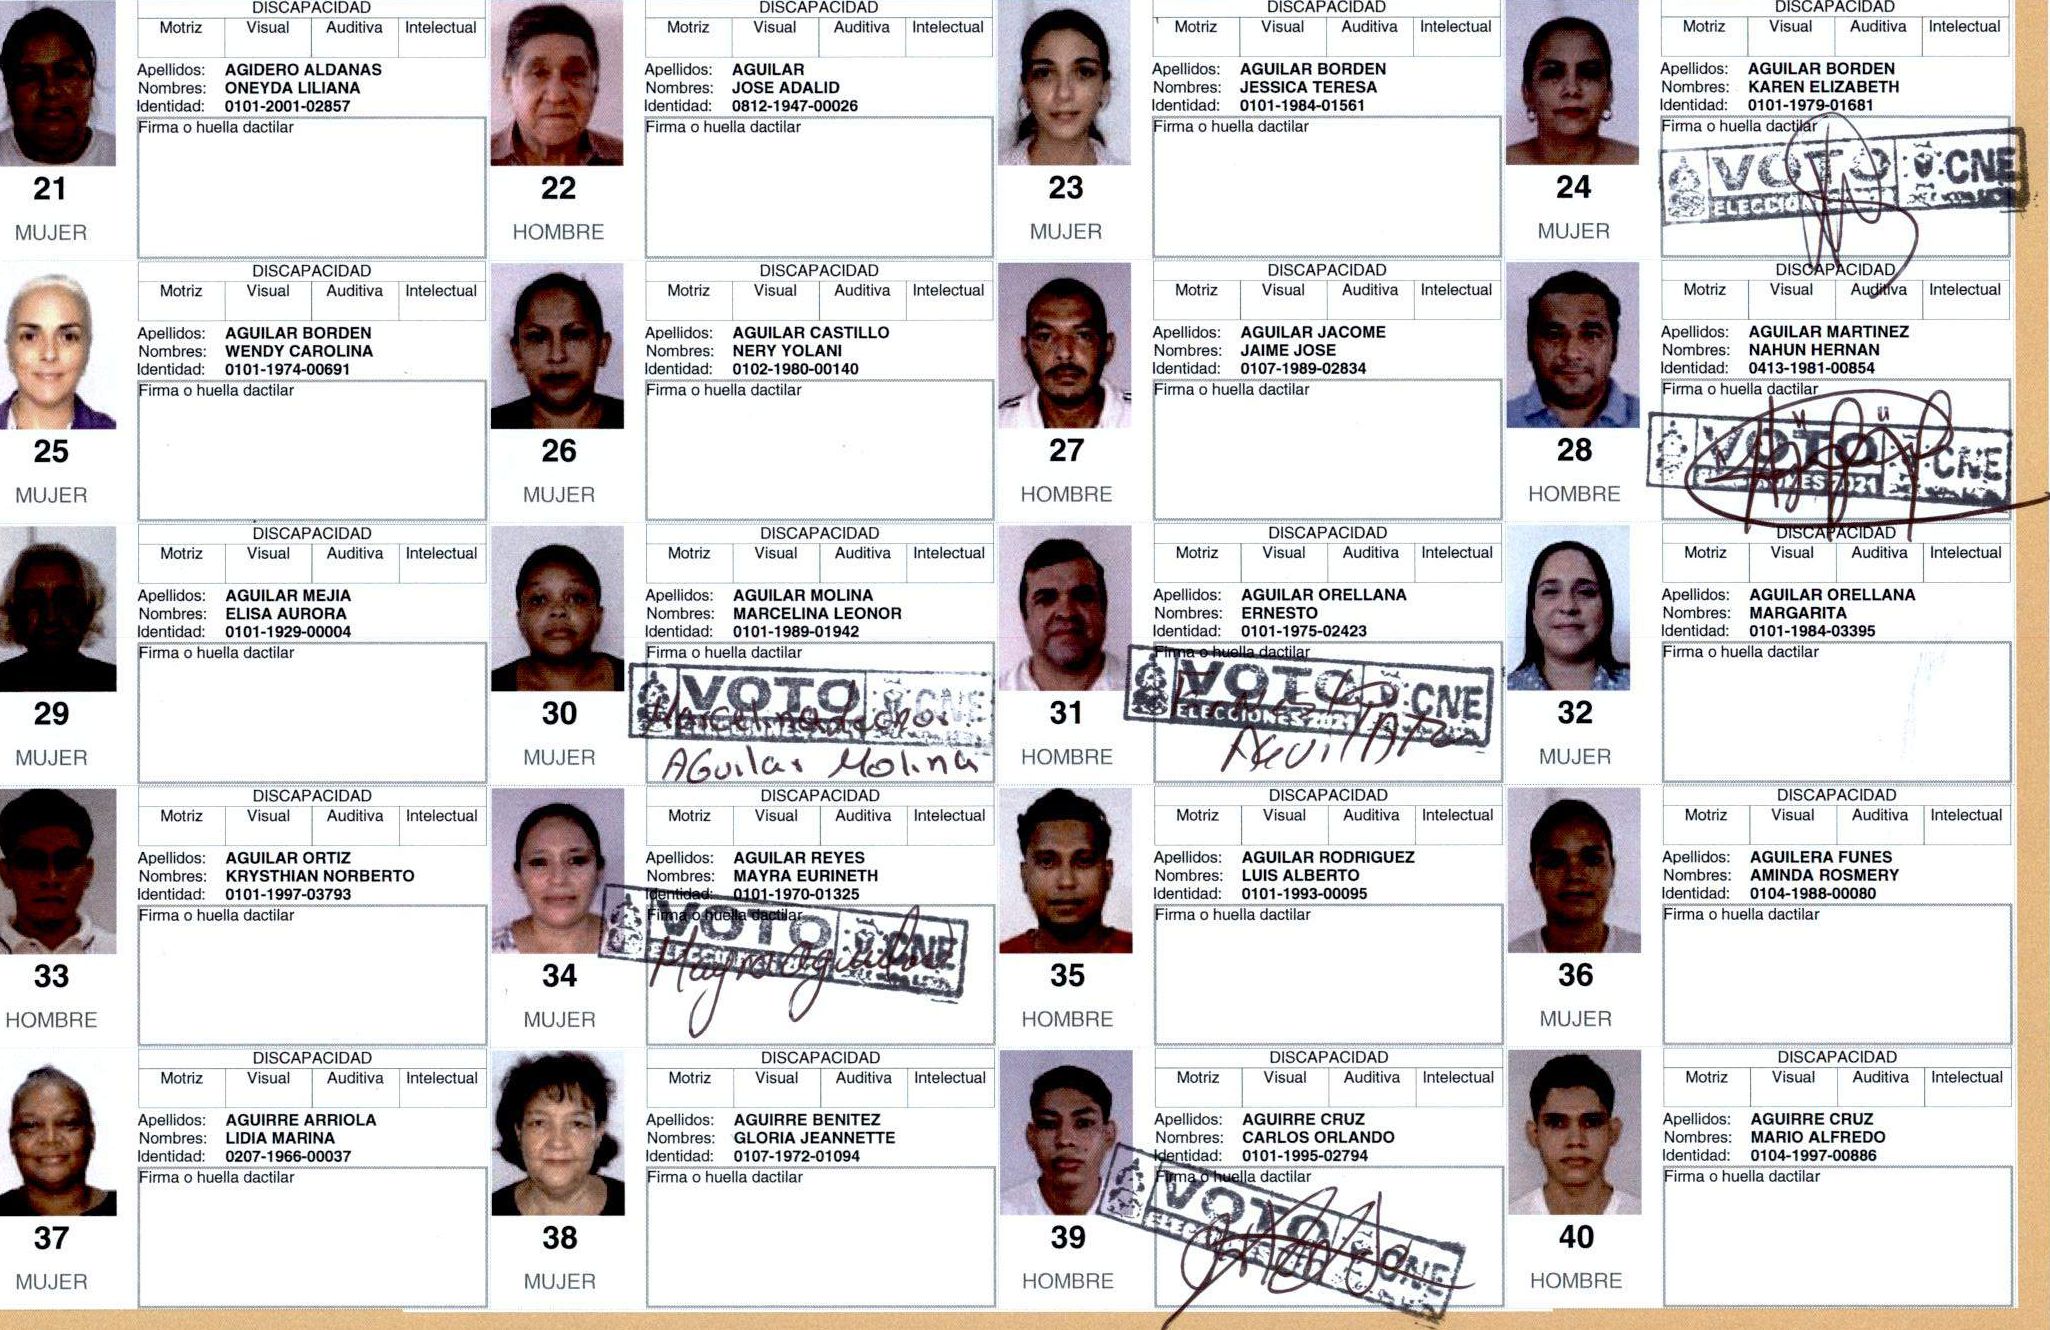 DISCAPACIDAD
Motriz Visual Auditiva Intelectual
Apellidos: AGIDERO ALDANAS
Nombres: ONEYDA LILIANA
Identidad: 0101-2001-02857
Firma o huella dactilar
21
MUJER
DISCAPACIDAD
Motriz Visual Auditiva Intelectual
Apellidos: AGUILAR
Nombres: JOSE ADALID
Identidad: 0812-1947-00026
Firma o huella dactilar
22
HOMBRE
DISCAPACIDAD
Motriz Visual Auditiva Intelectual
Apellidos: AGUILAR BORDEN
Nombres: JESSICA TERESA
Identidad: 0101-1984-01561
Firma o huella dactilar
23
MUJER
DISCAPACIDAD
Motriz Visual Auditiva Intelectual
Apellidos: AGUILAR BORDEN
Nombres: KAREN ELIZABETH
Identidad: 0101-1979-01681
Firma o huella dactilar
VOTO CNE
24
MUJER
DISCAPACIDAD
Motriz Visual Auditiva Intelectual
Apellidos: AGUILAR BORDEN
Nombres: WENDY CAROLINA
Identidad: 0101-1974-00691
Firma o huella dactilar
25
MUJER
DISCAPACIDAD
Motriz Visual Auditiva Intelectual
Apellidos: AGUILAR CASTILLO
Nombres: NERY YOLANI
Identidad: 0102-1980-00140
Firma o huella dactilar
26
MUJER
DISCAPACIDAD
Motriz Visual Auditiva Intelectual
Apellidos: AGUILAR JACOME
Nombres: JAIME JOSE
Identidad: 0107-1989-02834
Firma o huella dactilar
27
HOMBRE
DISCAPACIDAD
Motriz Visual Auditiva Intelectual
Apellidos: AGUILAR MARTINEZ
Nombres: NAHUN HERNAN
Identidad: 0413-1981-00854
Firma o huella dactilar
VOTO CNE
28
HOMBRE
DISCAPACIDAD
Motriz Visual Auditiva Intelectual
Apellidos: AGUILAR MEJIA
Nombres: ELISA AURORA
Identidad: 0101-1929-00004
Firma o huella dactilar
29
MUJER
DISCAPACIDAD
Motriz Visual Auditiva Intelectual
Apellidos: AGUILAR MOLINA
Nombres: MARCELINA LEONOR
Identidad: 0101-1989-01942
Firma o huella dactilar
VOTO CNE
Marcelina Leonor
AGuilar Molina
30
MUJER
DISCAPACIDAD
Motriz Visual Auditiva Intelectual
Apellidos: AGUILAR ORELLANA
Nombres: ERNESTO
Identidad: 0101-1975-02423
Firma o huella dactilar
VOTO CNE
ELECCIONES 2021
31
HOMBRE
DISCAPACIDAD
Motriz Visual Auditiva Intelectual
Apellidos: AGUILAR ORELLANA
Nombres: MARGARITA
Identidad: 0101-1984-03395
Firma o huella dactilar
32
MUJER
DISCAPACIDAD
Motriz Visual Auditiva Intelectual
Apellidos: AGUILAR ORTIZ
Nombres: KRYSTHIAN NORBERTO
Identidad: 0101-1997-03793
Firma o huella dactilar
33
HOMBRE
DISCAPACIDAD
Motriz Visual Auditiva Intelectual
Apellidos: AGUILAR REYES
Nombres: MAYRA EURINETH
Identidad: 0101-1970-01325
Firma o huella dactilar
VOTO CNE
Mayra Aguilar
34
MUJER
DISCAPACIDAD
Motriz Visual Auditiva Intelectual
Apellidos: AGUILAR RODRIGUEZ
Nombres: LUIS ALBERTO
Identidad: 0101-1993-00095
Firma o huella dactilar
35
HOMBRE
DISCAPACIDAD
Motriz Visual Auditiva Intelectual
Apellidos: AGUILERA FUNES
Nombres: AMINDA ROSMERY
Identidad: 0104-1988-00080
Firma o huella dactilar
36
MUJER
DISCAPACIDAD
Motriz Visual Auditiva Intelectual
Apellidos: AGUIRRE ARRIOLA
Nombres: LIDIA MARINA
Identidad: 0207-1966-00037
Firma o huella dactilar
37
MUJER
DISCAPACIDAD
Motriz Visual Auditiva Intelectual
Apellidos: AGUIRRE BENITEZ
Nombres: GLORIA JEANNETTE
Identidad: 0107-1972-01094
Firma o huella dactilar
38
MUJER
DISCAPACIDAD
Motriz Visual Auditiva Intelectual
Apellidos: AGUIRRE CRUZ
Nombres: CARLOS ORLANDO
Identidad: 0101-1995-02794
Firma o huella dactilar
VOTO CNE
39
HOMBRE
DISCAPACIDAD
Motriz Visual Auditiva Intelectual
Apellidos: AGUIRRE CRUZ
Nombres: MARIO ALFREDO
Identidad: 0104-1997-00886
Firma o huella dactilar
40
HOMBRE